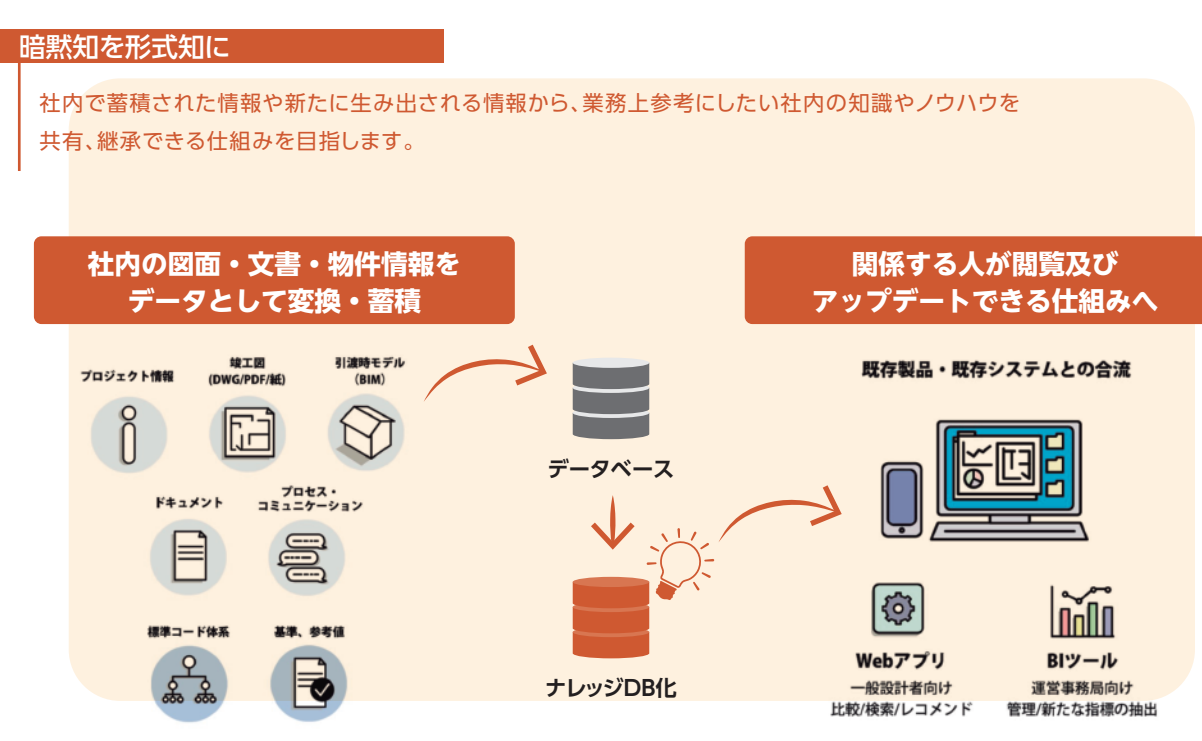 暗黙知を形式知に
社内で蓄積された情報や新たに生み出される情報から、業務上参考にしたい社内の知識やノウハウを
共有、継承できる仕組みを目指します。
社内の図面・文書・物件情報を
データとして変換・蓄積
プロジェクト情報
竣工図
(DWG/PDF/紙)
引渡時モデル
（BIM）
ドキュメント
プロセス・
コミュニケーション
標準コード体系
基準、参考値
データベース
ナレッジDB化
関係する人が閲覧及び
アップデートできる仕組みへ
既存製品・既存システムとの合流
Webアプリ
一般設計者向け
比較/検索/レコメンド
BIツール
運営事務局向け
管理/新たな指標の抽出